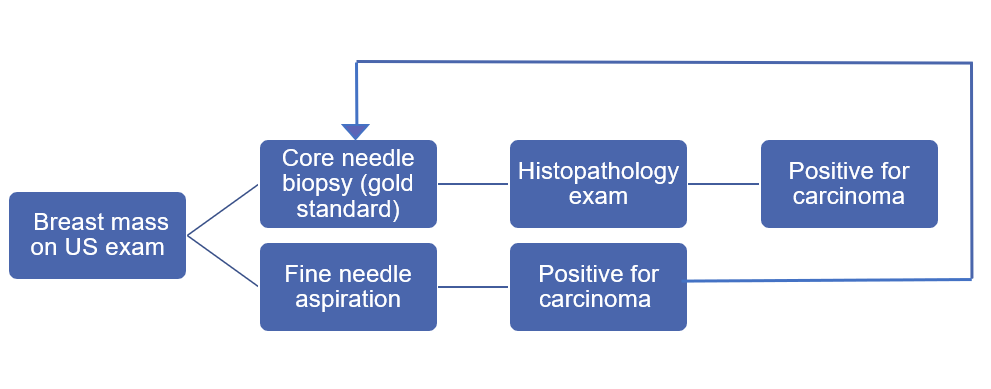 Breast mass
on US exam
Core needle
biopsy (gold
standard)
Histopathology
exam
Positive for
carcinoma
Fine needle
aspiration
Positive for
carcinoma